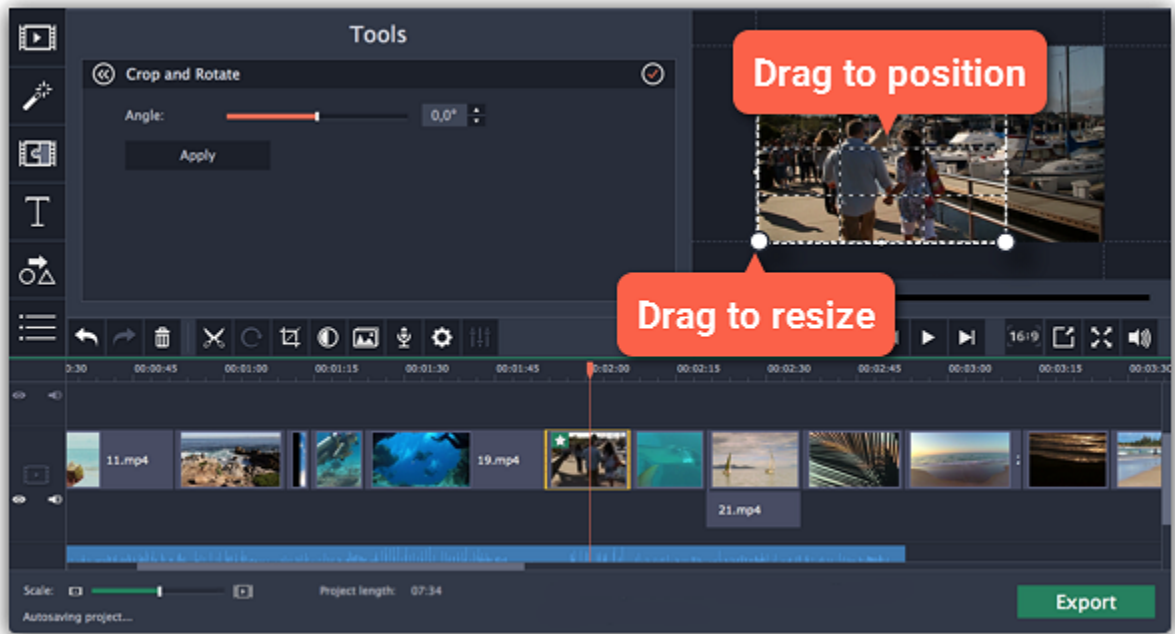 Tools
Crop and Rotate
Angle:
0,0°
Apply
Drag to position
Drag to resize
16:9
0:30 00:00:45 00:01:00 00:01:15 00:01:30 00:01:45 0:02:00 00:02:15 00:02:30 00:02:45 00:03:00 00:03:15 00:03:30
11.mp4
19.mp4
21.mp4
Scale:
Project length: 07:34
Export
Autosaving project...